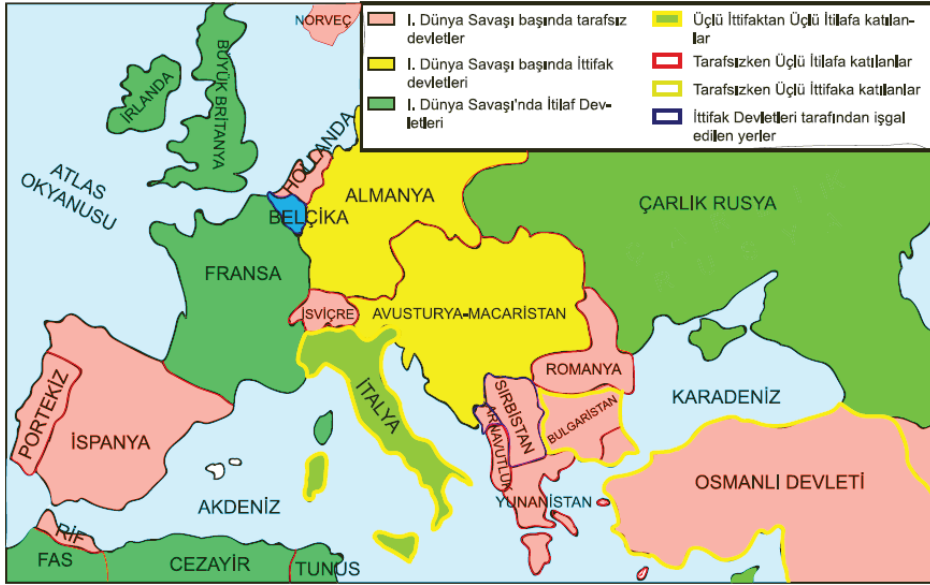 NORVEÇ
I. Dünya Savaşı başında tarafsız
devletler
I. Dünya Savaşı başında İttifak
devletleri
I. Dünya Savaşı'nda İtilaf Dev-
letleri
Üçlü İttifaktan Üçlü İtilafa katılan-
lar
Tarafsızken Üçlü İtilafa katılanlar
Tarafsızken Üçlü İttifaka katılanlar
İttifak Devletleri tarafından işgal
edilen yerler
İRLANDA
BÜYÜK BRİTANYA
HOLLANDA
ATLAS
OKYANUSU
ALMANYA
ÇARLIK RUSYA
BELÇİKA
FRANSA
İSVİÇRE
AVUSTURYA-MACARİSTAN
ROMANYA
KARADENİZ
SIRBİSTAN
BULGARİSTAN
İTALYA
PORTEKİZ
İSPANYA
ARNAVUTLUK
OSMANLI DEVLETİ
AKDENİZ
YUNANİSTAN
RİF
FAS
CEZAYİR
TUNUS